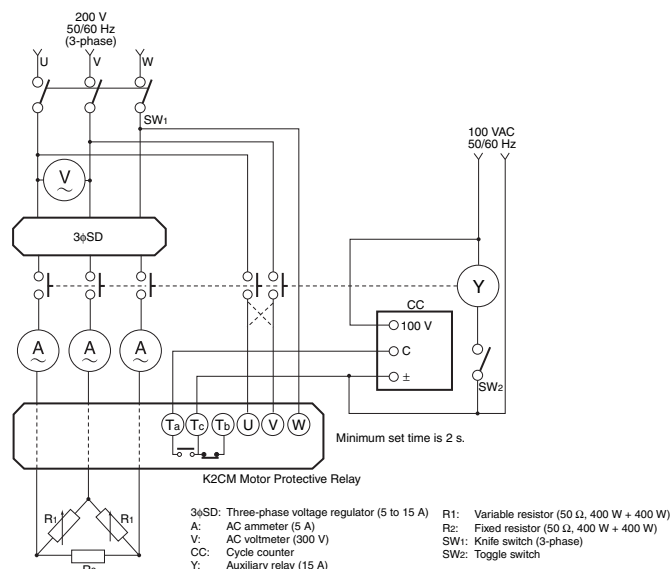 200 V
50/60 Hz
(3-phase)
U V W
SW1
100 VAC
50/60 Hz
V
3ϕSD
Y
CC
100 V
A A A
C
±
SW2
Ta Tc Tb U V W
Minimum set time is 2 s.
K2CM Motor Protective Relay
R1 R1
R2
3ϕSD: Three-phase voltage regulator (5 to 15 A)
A: AC ammeter (5 A)
V: AC voltmeter (300 V)
CC: Cycle counter
Y: Auxiliary relay (15 A)
R1: Variable resistor (50 Ω, 400 W + 400 W)
R2: Fixed resistor (50 Ω, 400 W + 400 W)
SW1: Knife switch (3-phase)
SW2: Toggle switch